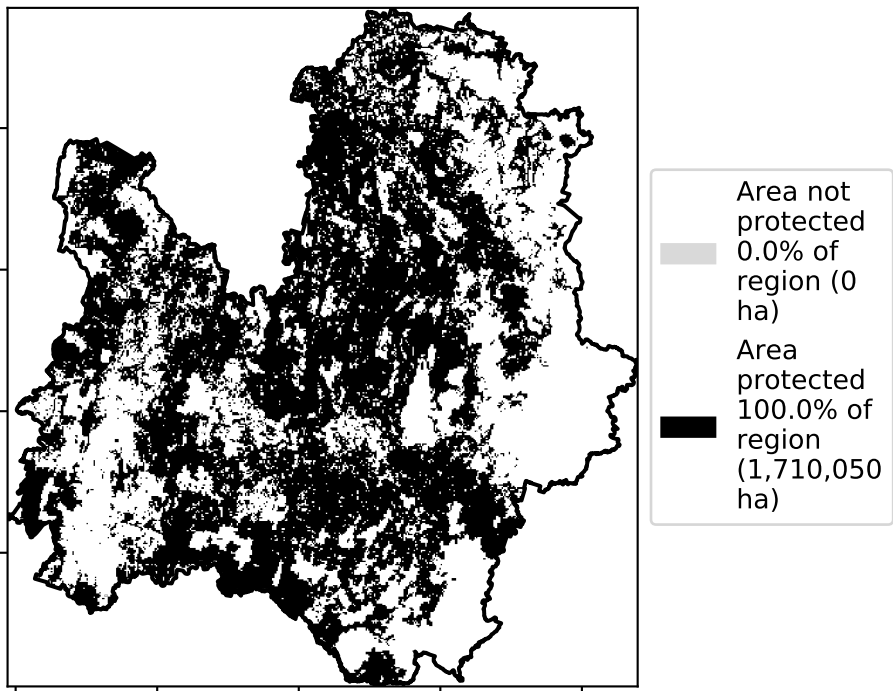 Area not
protected
0.0% of
region (0
ha)
Area
protected
100.0% of
region
(1,710,050
ha)